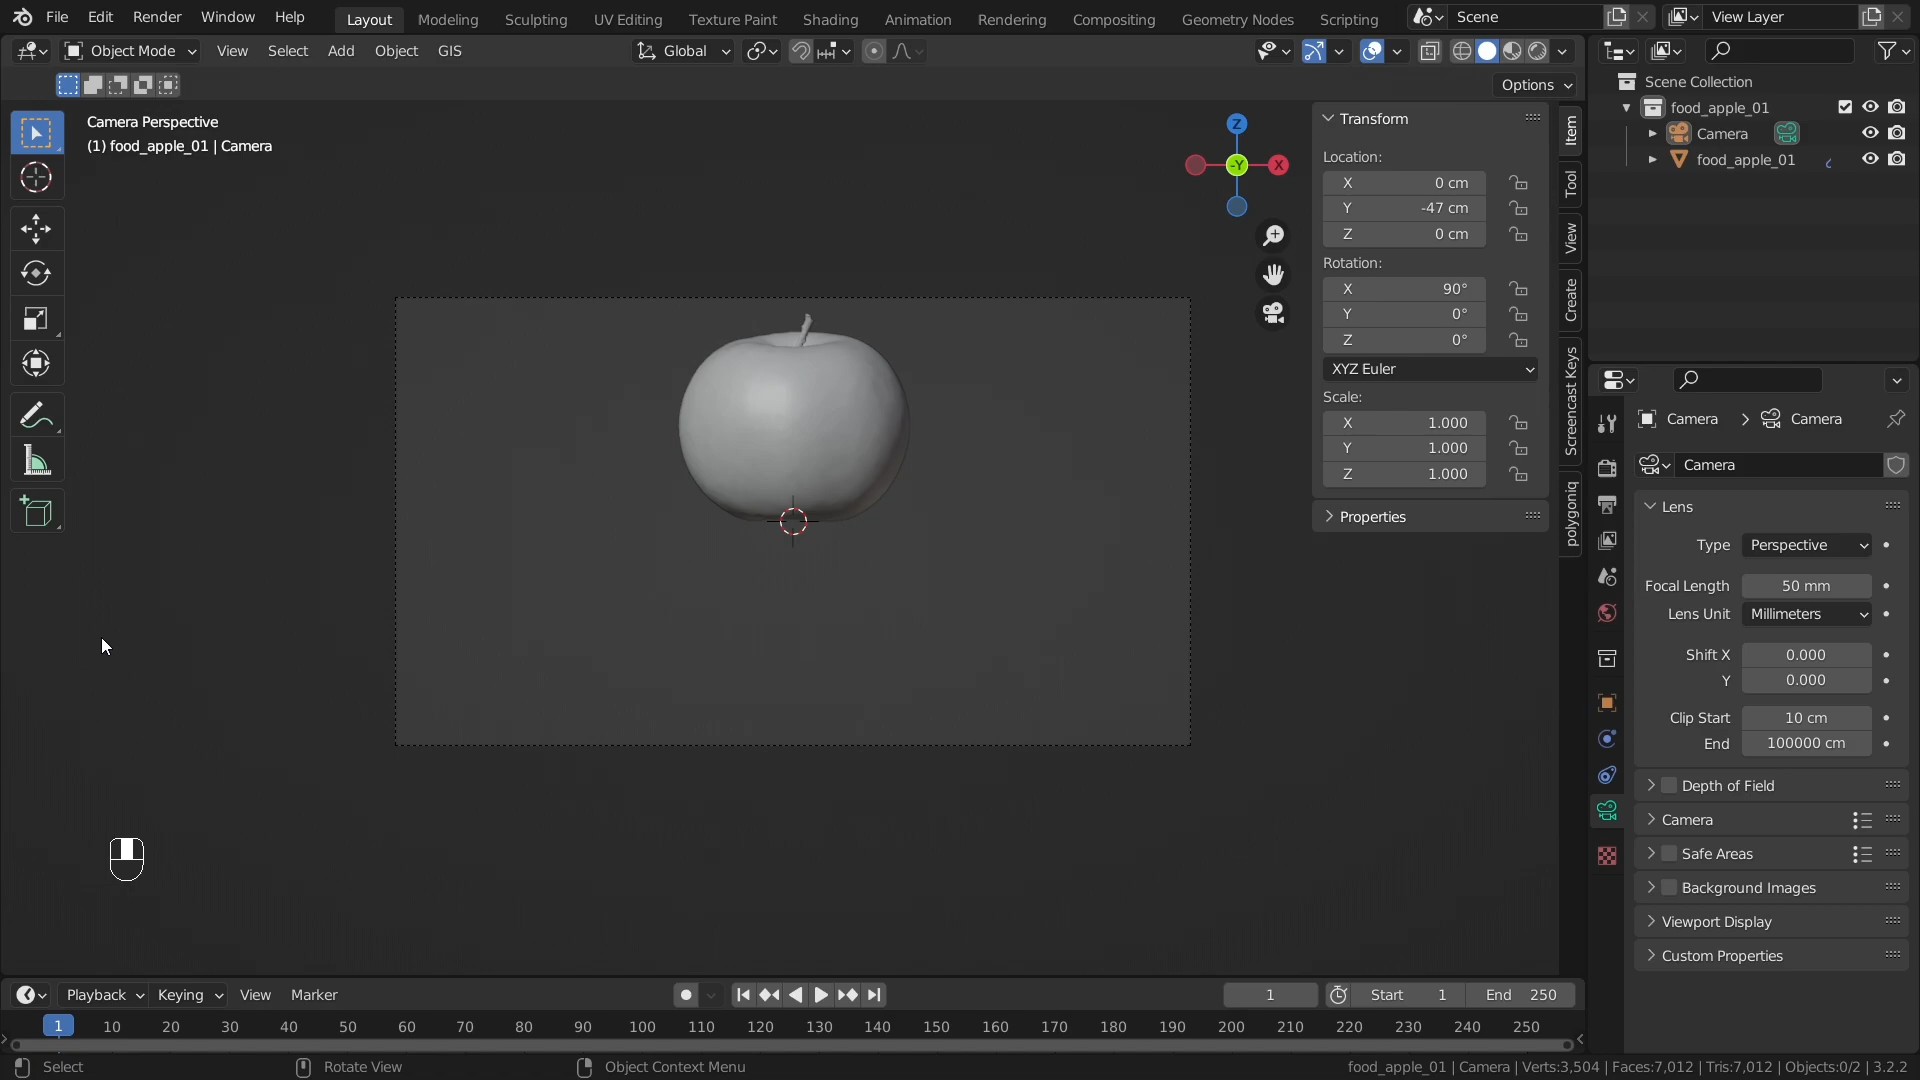 File Edit Render Window Help Layout Modeling Sculpting UV Editing Texture Paint Shading Animation Rendering Compositing Geometry Nodes Scripting Scene View Layer
Object Mode View Select Add Object GIS Global
Options
Camera Perspective
(1) food_apple_01 | Camera
Z
-Y
X
Transform
Location:
X 0 cm
Y -47 cm
Z 0 cm
Rotation:
X 90°
Y 0°
Z 0°
XYZ Euler
Scale:
X 1.000
Y 1.000
Z 1.000
Properties
Item
Tool
View
Create
Screencast Keys
polygoniq
Scene Collection
food_apple_01
Camera
food_apple_01
Camera Camera
Camera
Lens
Type Perspective
Focal Length 50 mm
Lens Unit Millimeters
Shift X 0.000
Y 0.000
Clip Start 10 cm
End 100000 cm
Depth of Field
Camera
Safe Areas
Background Images
Viewport Display
Custom Properties
Playback Keying View Marker 1 Start 1 End 250
1 10 20 30 40 50 60 70 80 90 100 110 120 130 140 150 160 170 180 190 200 210 220 230 240 250
Select Rotate View Object Context Menu food_apple_01 | Camera | Verts:3,504 | Faces:7,012 | Tris:7,012 | Objects:0/2 | 3.2.2